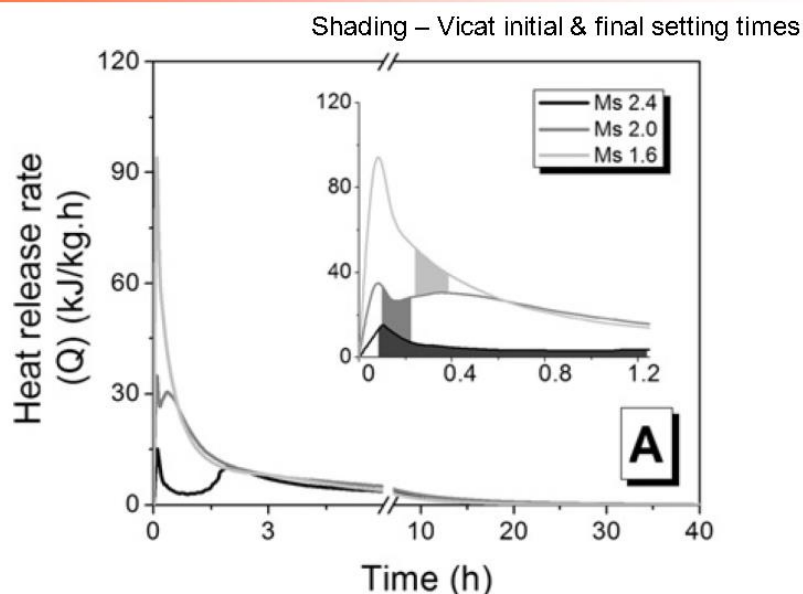 Shading – Vicat initial & final setting times
Heat release rate
(Q) (kJ/kg.h)
120
90
60
30
0
120
80
40
0
0 0.4 0.8 1.2
Ms 2.4
Ms 2.0
Ms 1.6
A
0 3 10 20 30 40
Time (h)